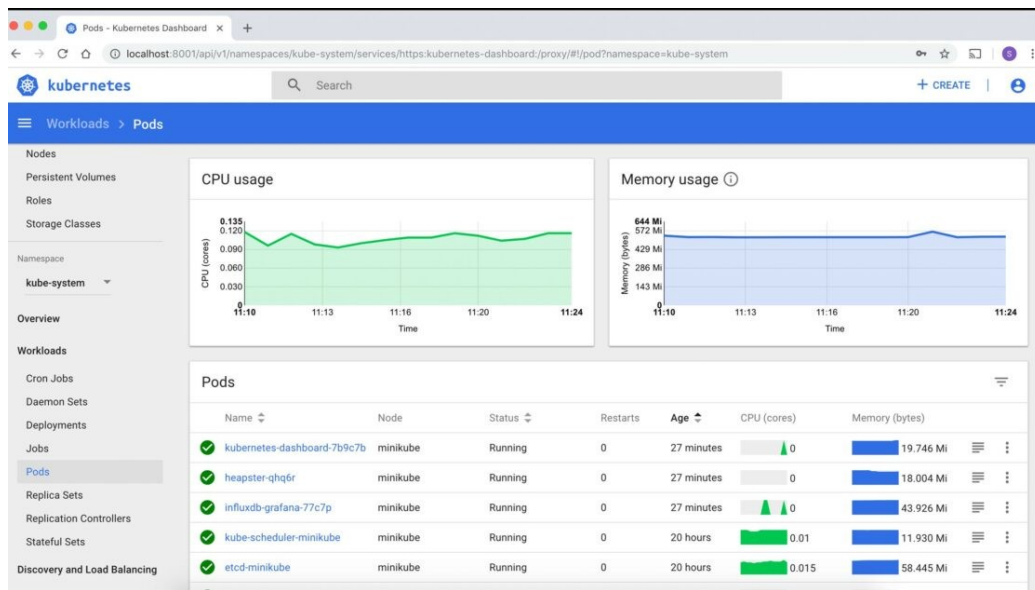 Pods - Kubernetes Dashboard
localhost:8001/api/v1/namespaces/kube-system/services/https:kubernetes-dashboard:/proxy/#!/pod?namespace=kube-system
S
kubernetes
Search
+ CREATE
Workloads > Pods
Nodes
Persistent Volumes
Roles
Storage Classes
Namespace
kube-system
Overview
Workloads
Cron Jobs
Daemon Sets
Deployments
Jobs
Pods
Replica Sets
Replication Controllers
Stateful Sets
Discovery and Load Balancing
CPU usage
CPU (cores)
0.135
0.120
0.090
0.060
0.030
0
11:10 11:13 11:16 11:20 11:24
Time
Memory usage
Memory (bytes)
644 Mi
572 Mi
429 Mi
286 Mi
143 Mi
0
11:10 11:13 11:16 11:20 11:24
Time
Pods
Name Node Status Restarts Age CPU (cores) Memory (bytes)
kubernetes-dashboard-7b9c7b minikube Running 0 27 minutes 0 19.746 Mi
heapster-qhq6r minikube Running 0 27 minutes 0 18.004 Mi
influxdb-grafana-77c7p minikube Running 0 27 minutes 0 43.926 Mi
kube-scheduler-minikube minikube Running 0 20 hours 0.01 11.930 Mi
etcd-minikube minikube Running 0 20 hours 0.015 58.445 Mi